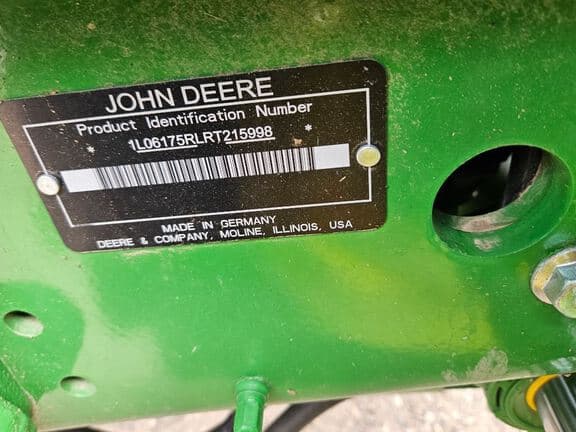 JOHN DEERE
Product Identification Number
* 1L06175RLRT215998 *
MADE IN GERMANY
DEERE & COMPANY, MOLINE, ILLINOIS, USA